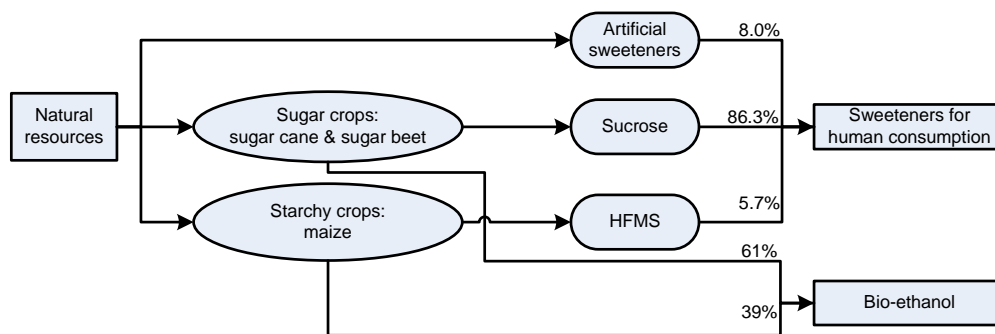 Artificial
sweeteners
8.0%
Natural
resources
Sugar crops:
sugar cane & sugar beet
Sucrose
86.3%
Sweeteners for
human consumption
Starchy crops:
maize
HFMS
5.7%
61%
39%
Bio-ethanol